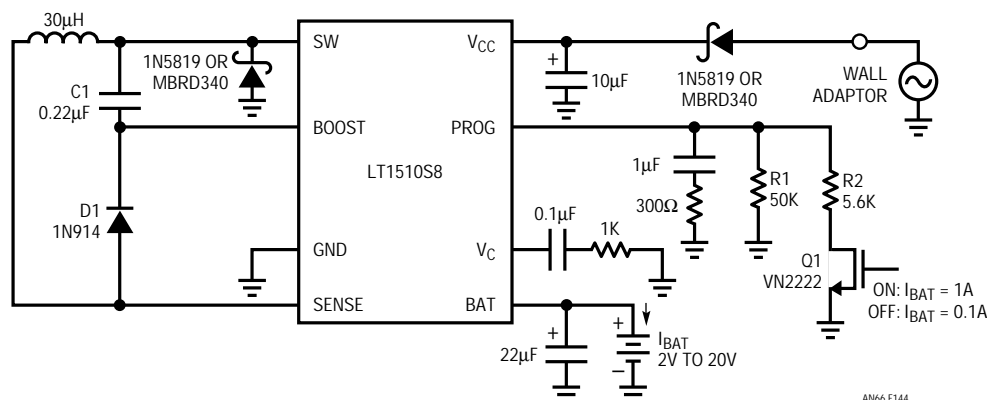 30µH
C1
0.22µF
1N5819 OR
MBRD340
D1
1N914
SW
BOOST
GND
SENSE
LT1510S8
VCC
PROG
VC
BAT
+
10µF
1N5819 OR
MBRD340
WALL
ADAPTOR
1µF
300Ω
R1
50K
R2
5.6K
0.1µF
1K
Q1
VN2222
ON: IBAT = 1A
OFF: IBAT = 0.1A
+
22µF
+
−
IBAT
2V TO 20V
AN66 F144